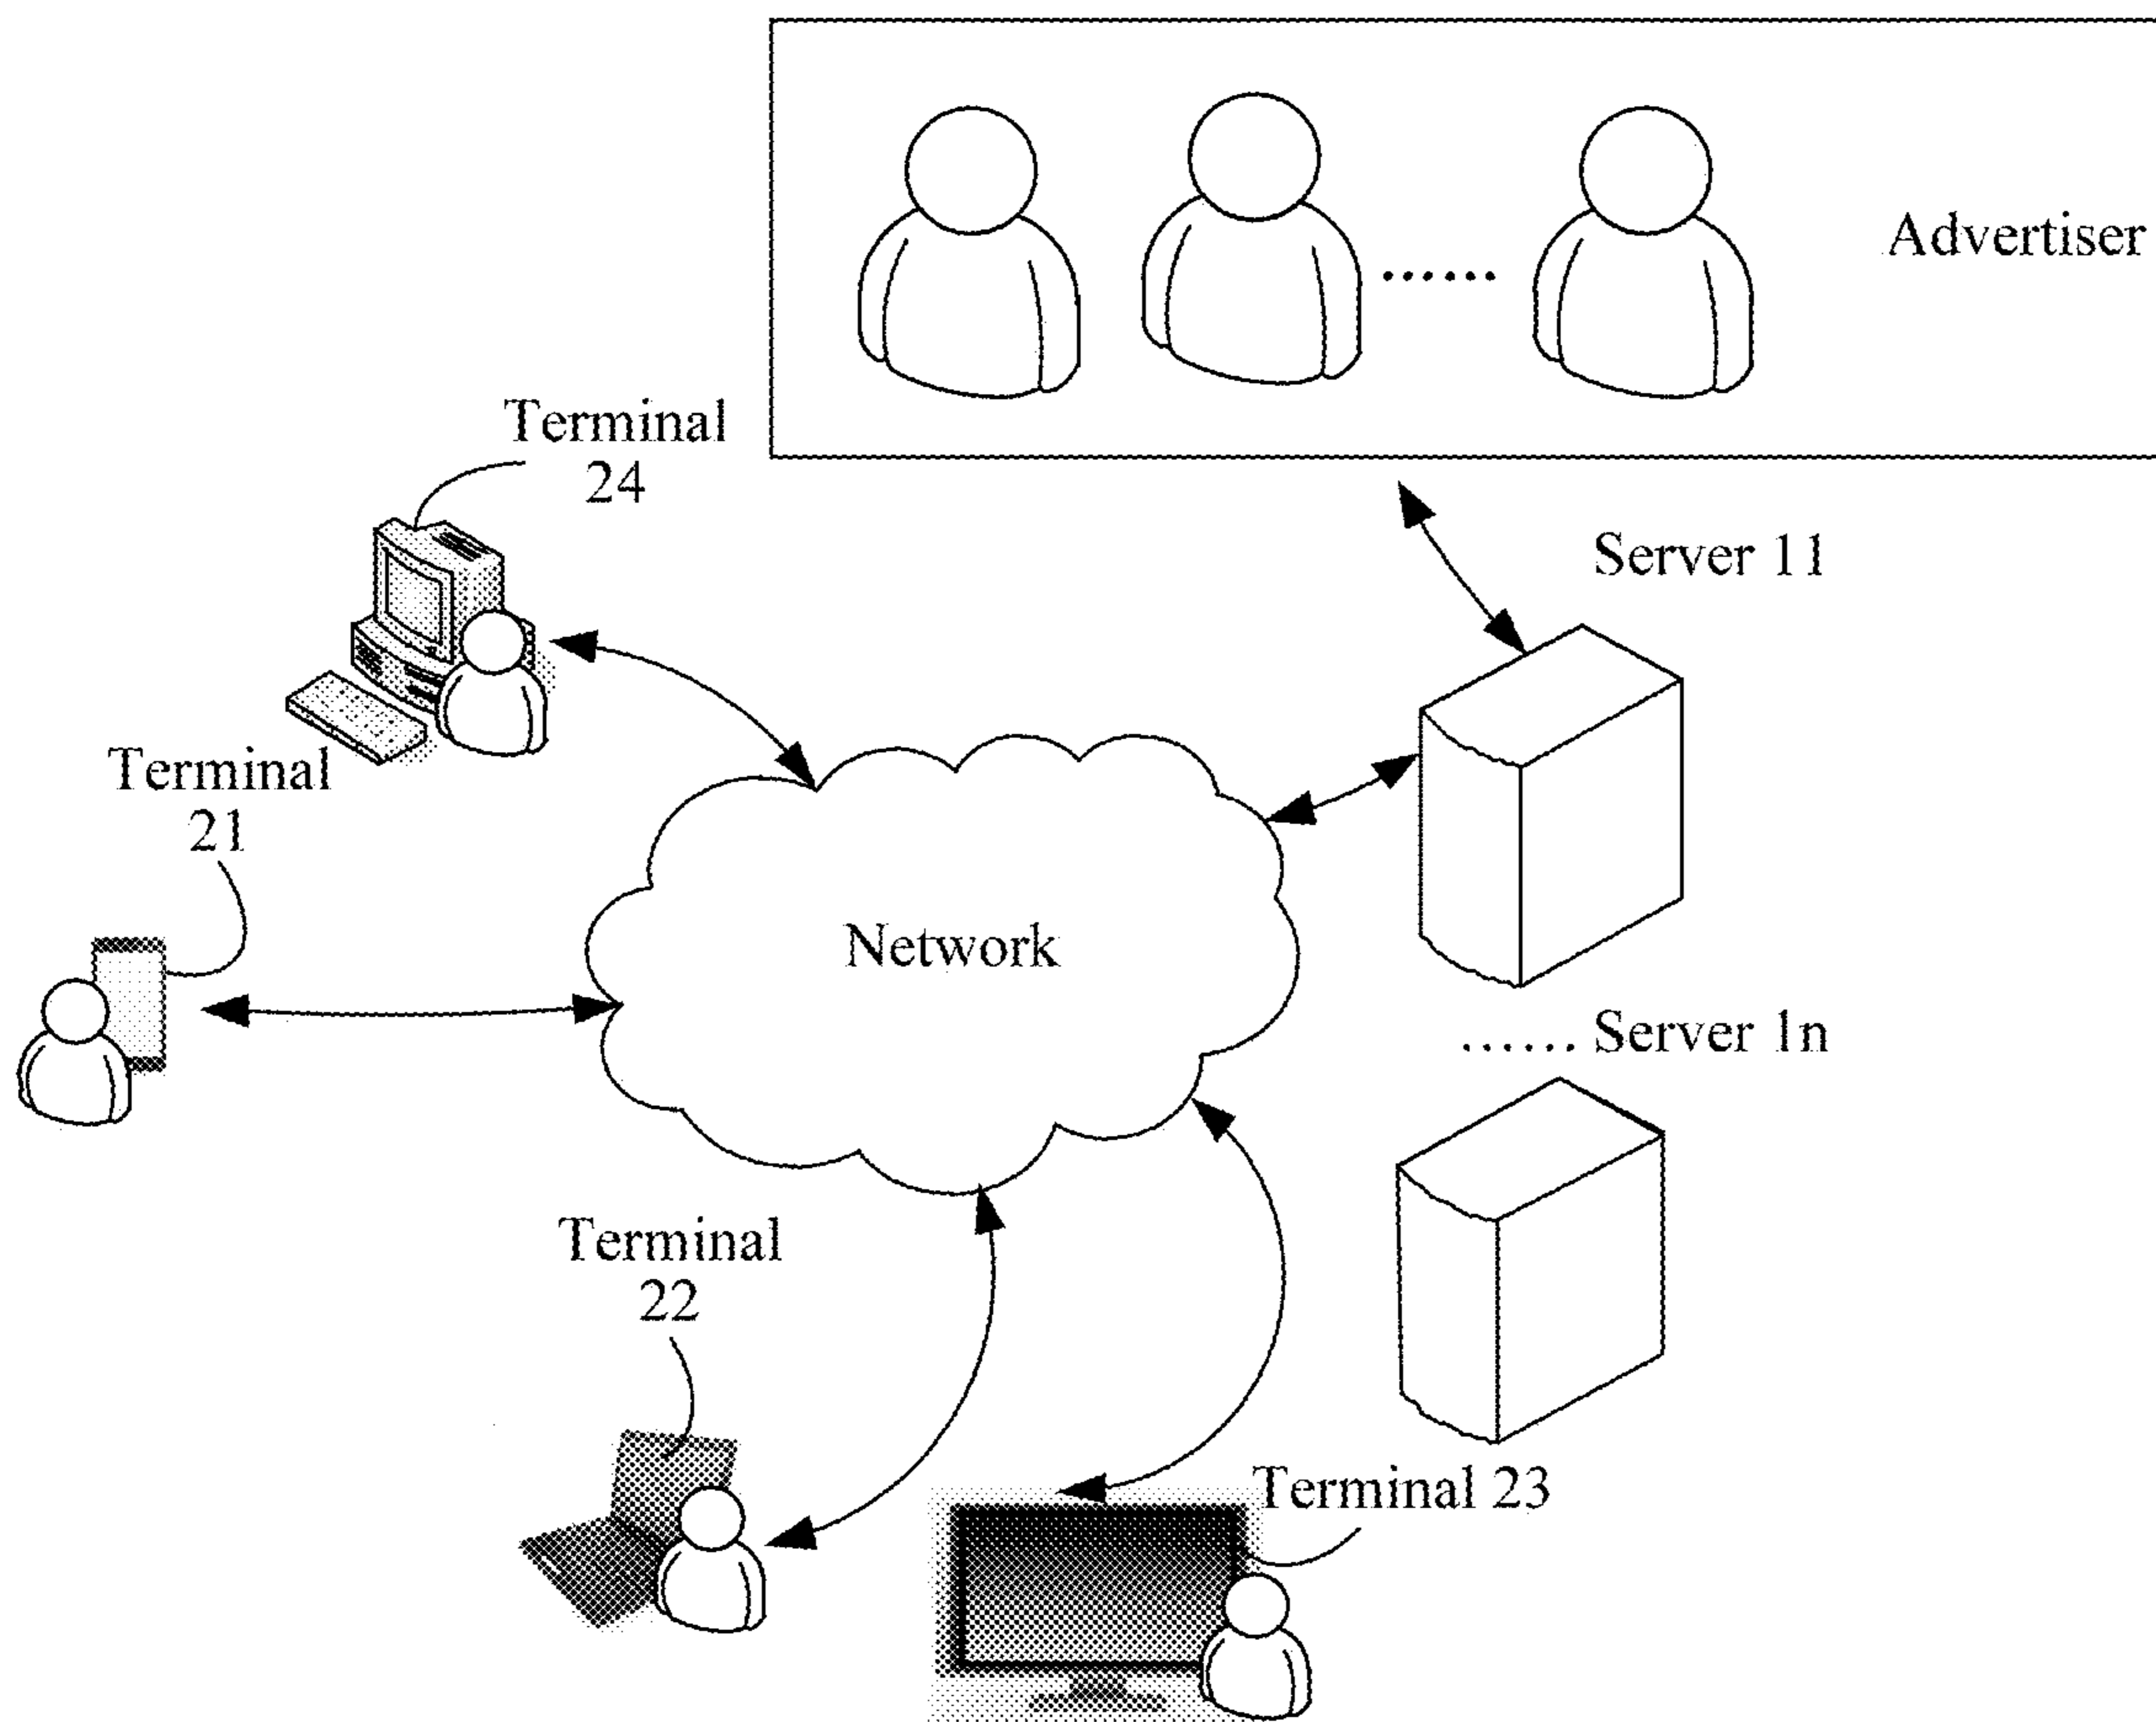 Advertiser
Terminal
24
Server 11
Terminal
21
Network
...... Server 1n
Terminal
22
Terminal 23